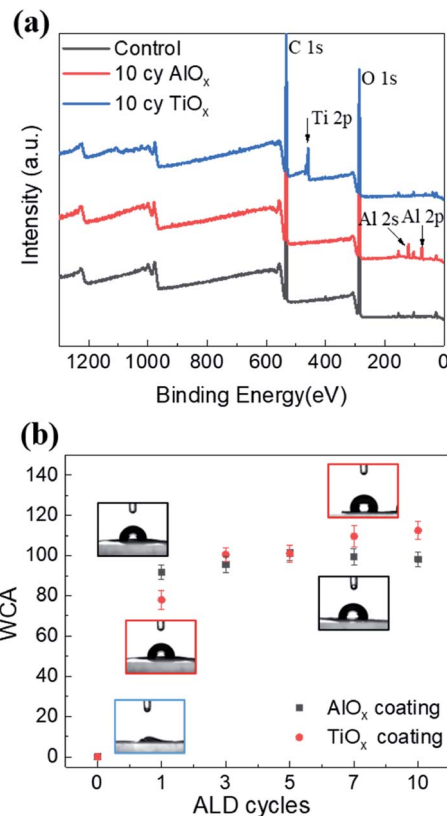 (a)
Control
10 cy AlOₓ
10 cy TiOₓ
C 1s
O 1s
Ti 2p
Al 2s Al 2p
Intensity (a.u.)
1200 1000 800 600 400 200 0
Binding Energy(eV)
(b)
140
120
100
80
60
40
20
0
WCA
AlOₓ coating
TiOₓ coating
0 1 3 5 7 10
ALD cycles